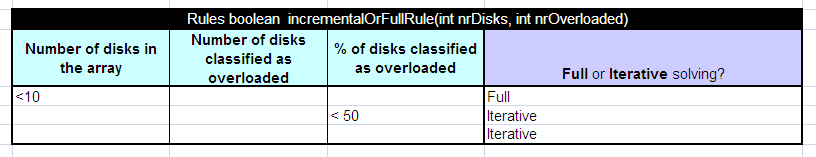 Rules boolean incrementalOrFullRule(int nrDisks, int nrOverloaded)
Number of disks in
the array
Number of disks
classified as
overloaded
% of disks classified
as overloaded
Full or Iterative solving?
<10
Full
< 50
Iterative
Iterative